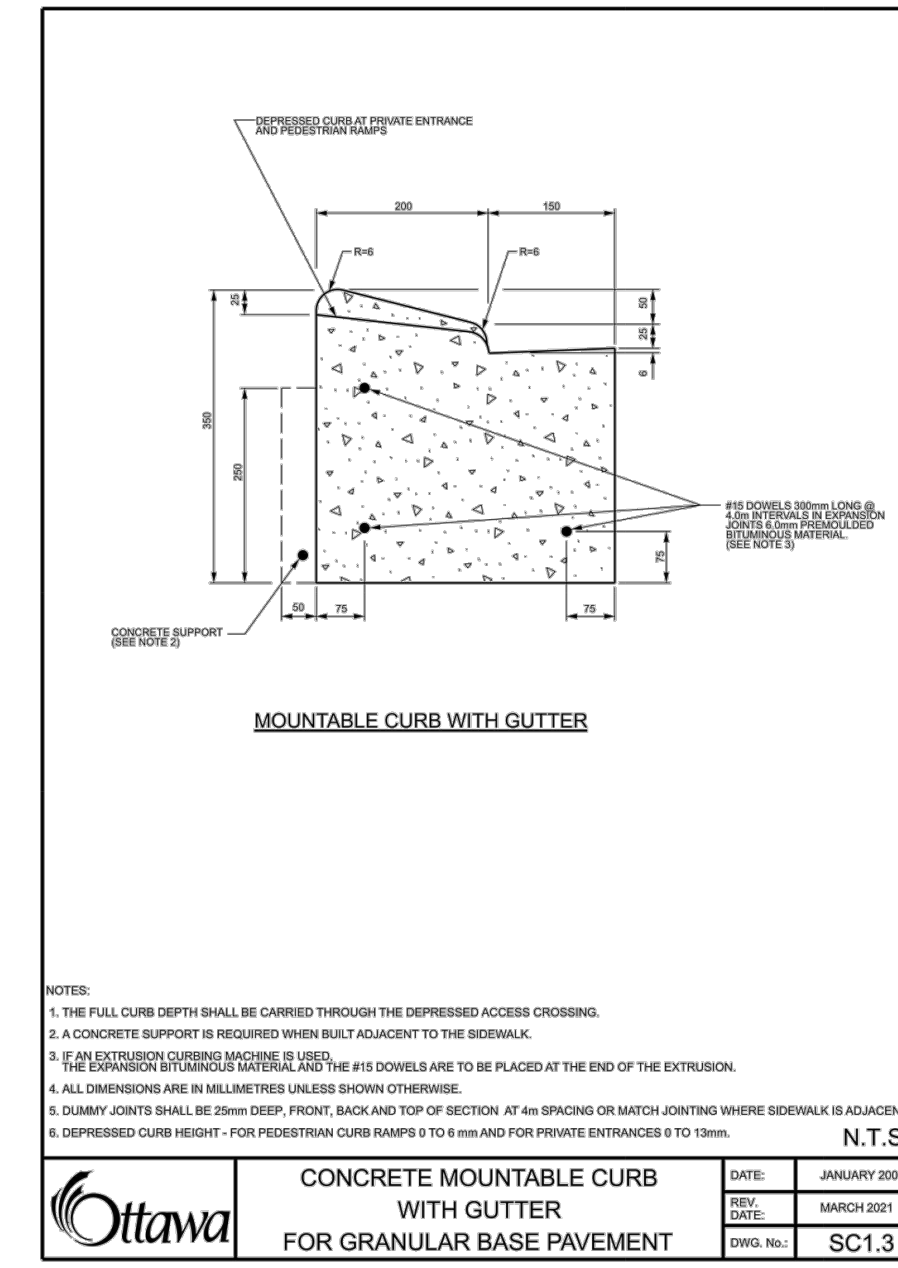 DEPRESSED CURB AT PRIVATE ENTRANCE
AND PEDESTRIAN RAMPS
200
150
R=6
R=6
25
50
25
6
350
250
#15 DOWELS 300mm LONG @
4.0m INTERVALS IN EXPANSION
JOINTS 6.0mm PREMOULDED
BITUMINOUS MATERIAL.
(SEE NOTE 3)
75
50
75
75
CONCRETE SUPPORT
(SEE NOTE 2)
MOUNTABLE CURB WITH GUTTER
NOTES:
1. THE FULL CURB DEPTH SHALL BE CARRIED THROUGH THE DEPRESSED ACCESS CROSSING.
2. A CONCRETE SUPPORT IS REQUIRED WHEN BUILT ADJACENT TO THE SIDEWALK.
3. IF AN EXTRUSION CURBING MACHINE IS USED,
THE EXPANSION BITUMINOUS MATERIAL AND THE #15 DOWELS ARE TO BE PLACED AT THE END OF THE EXTRUSION.
4. ALL DIMENSIONS ARE IN MILLIMETRES UNLESS SHOWN OTHERWISE.
5. DUMMY JOINTS SHALL BE 25mm DEEP, FRONT, BACK AND TOP OF SECTION AT 4m SPACING OR MATCH JOINTING WHERE SIDEWALK IS ADJACEN
6. DEPRESSED CURB HEIGHT - FOR PEDESTRIAN CURB RAMPS 0 TO 6 mm AND FOR PRIVATE ENTRANCES 0 TO 13mm.
N.T.S
Ottawa
CONCRETE MOUNTABLE CURB
WITH GUTTER
FOR GRANULAR BASE PAVEMENT
DATE: JANUARY 200
REV.
DATE: MARCH 2021
DWG. No.: SC1.3